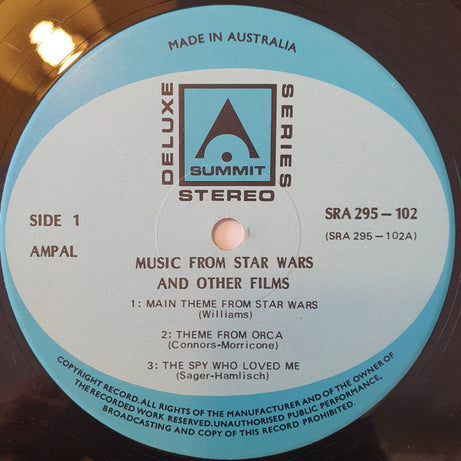 MADE IN AUSTRALIA
DELUXE
SERIES
SUMMIT
STEREO
SIDE 1
AMPAL
SRA 295 - 102
(SRA 295 - 102A)
MUSIC FROM STAR WARS
AND OTHER FILMS
1: MAIN THEME FROM STAR WARS
(Williams)
2: THEME FROM ORCA
(Connors-Morricone)
3: THE SPY WHO LOVED ME
(Sager-Hamlisch)
COPYRIGHT RECORD. ALL RIGHTS OF THE MANUFACTURER AND OF THE OWNER OF
THE RECORDED WORK RESERVED. UNAUTHORISED PUBLIC PERFORMANCE,
BROADCASTING AND COPY OF THIS RECORD PROHIBITED.